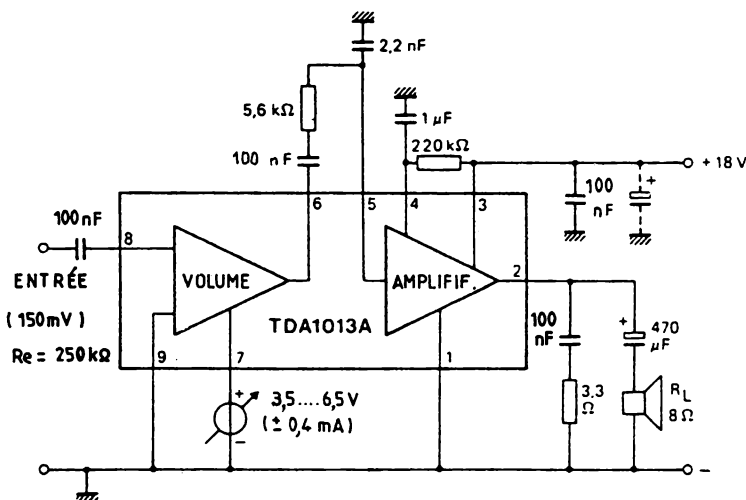 2,2 nF
5,6 kΩ
1 µF
220 kΩ
100 nF
+ 18 V
100
nF
+
6
5
4
3
100nF
8
ENTRÉE
(150mV)
Re = 250kΩ
VOLUME
AMPLIFIF.
2
TDA1013A
9
7
1
+
3,5....6,5V
(± 0,4 mA)
−
100
nF
+
470
µF
3,3
Ω
RL
8Ω
−